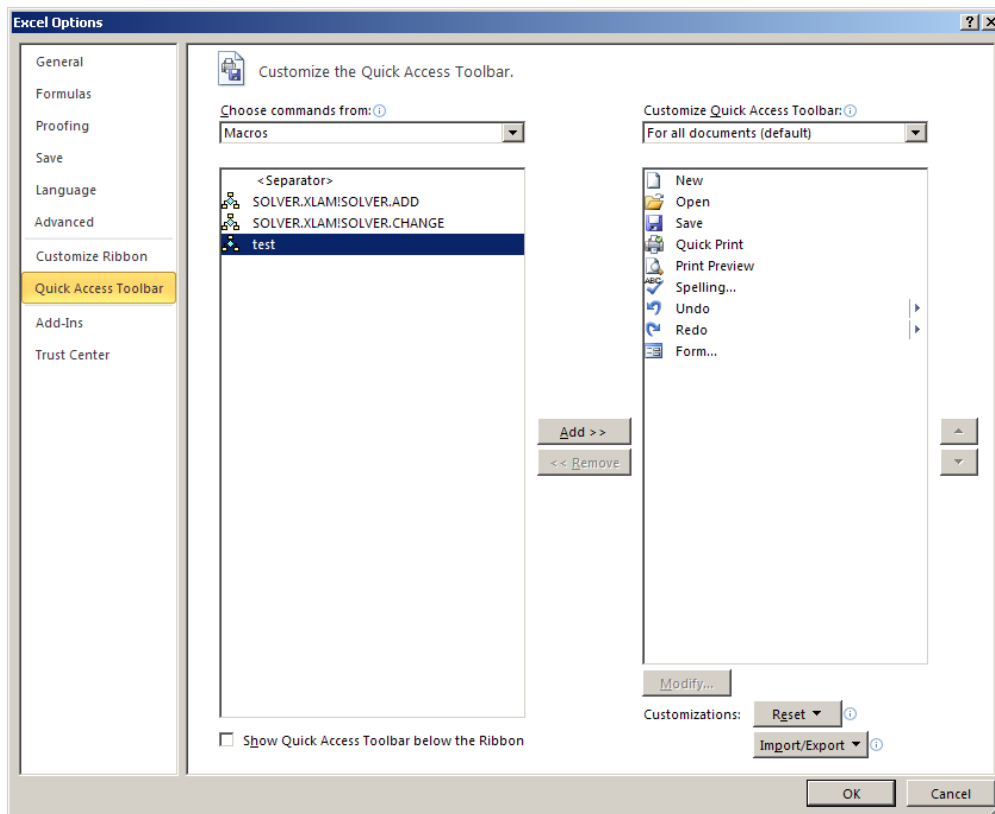 Excel Options
General
Formulas
Proofing
Save
Language
Advanced
Customize Ribbon
Quick Access Toolbar
Add-Ins
Trust Center
Customize the Quick Access Toolbar.
Choose commands from:
Macros
<Separator>
SOLVER.XLAM!SOLVER.ADD
SOLVER.XLAM!SOLVER.CHANGE
test
Show Quick Access Toolbar below the Ribbon
Add >>
<< Remove
Customize Quick Access Toolbar:
For all documents (default)
New
Open
Save
Quick Print
Print Preview
ABC
Spelling...
Undo
Redo
Form...
Modify...
Customizations: Reset
Import/Export
OK Cancel